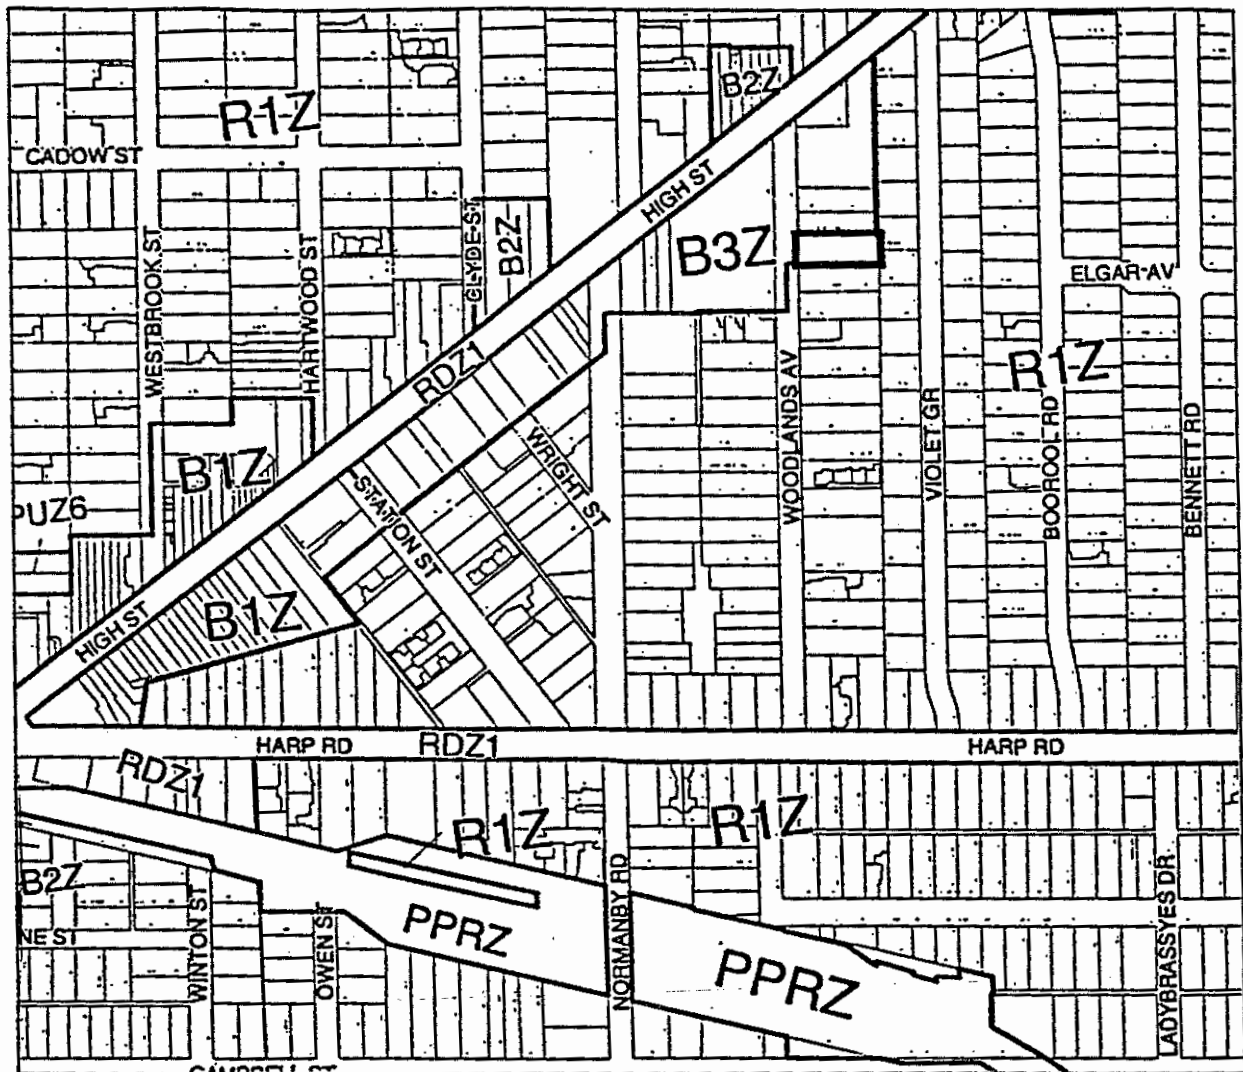 B2Z
R1Z
CADOW ST
HIGH ST
B2Z
CLYDE ST
WESTBROOK ST
HARTWOOD ST
B3Z
ELGAR AV
RDZ1
R1Z
WOODLANDS AV
VIOLET GR
BOOROOL RD
BENNETT RD
B1Z
WRIGHT ST
STATION ST
PUZ6
B1Z
HIGH ST
HARP RD
RDZ1
HARP RD
RDZ1
R1Z
R1Z
B2Z
NE ST
WINTON ST
OWEN ST
PPRZ
NORMANBY RD
PPRZ
LADYBRASSYES DR